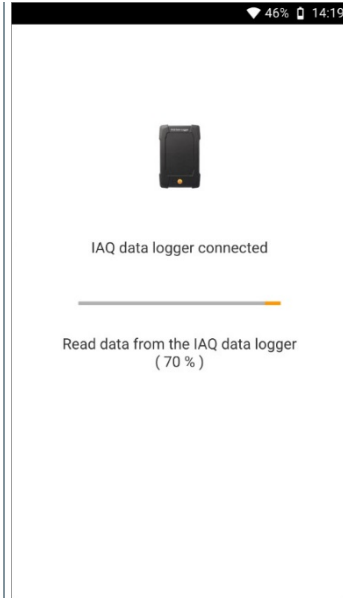 46% 14:19
IAQ data logger connected
Read data from the IAQ data logger
( 70 % )